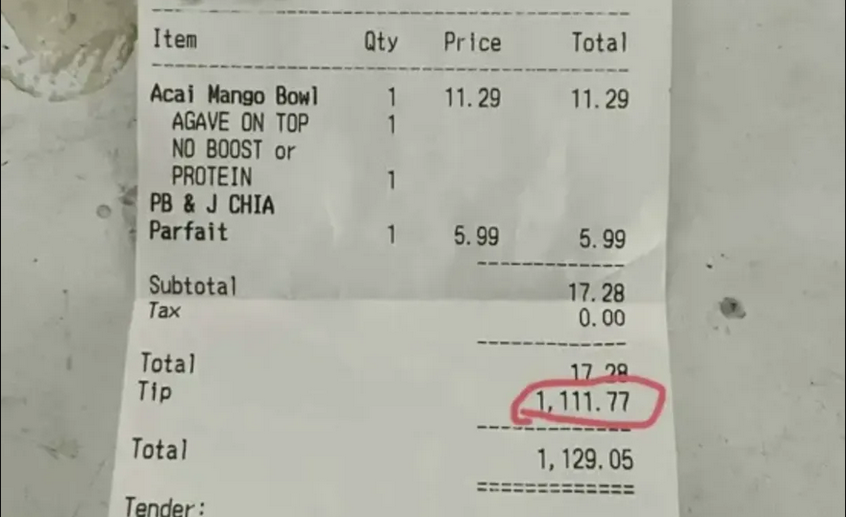 Item Qty Price Total
Acai Mango Bowl 1 11.29 11.29
AGAVE ON TOP 1
NO BOOST or
PROTEIN 1
PB & J CHIA
Parfait 1 5.99 5.99
Subtotal 17.28
Tax 0.00
Total 17.28
Tip 1,111.77
Total 1,129.05
Tender: